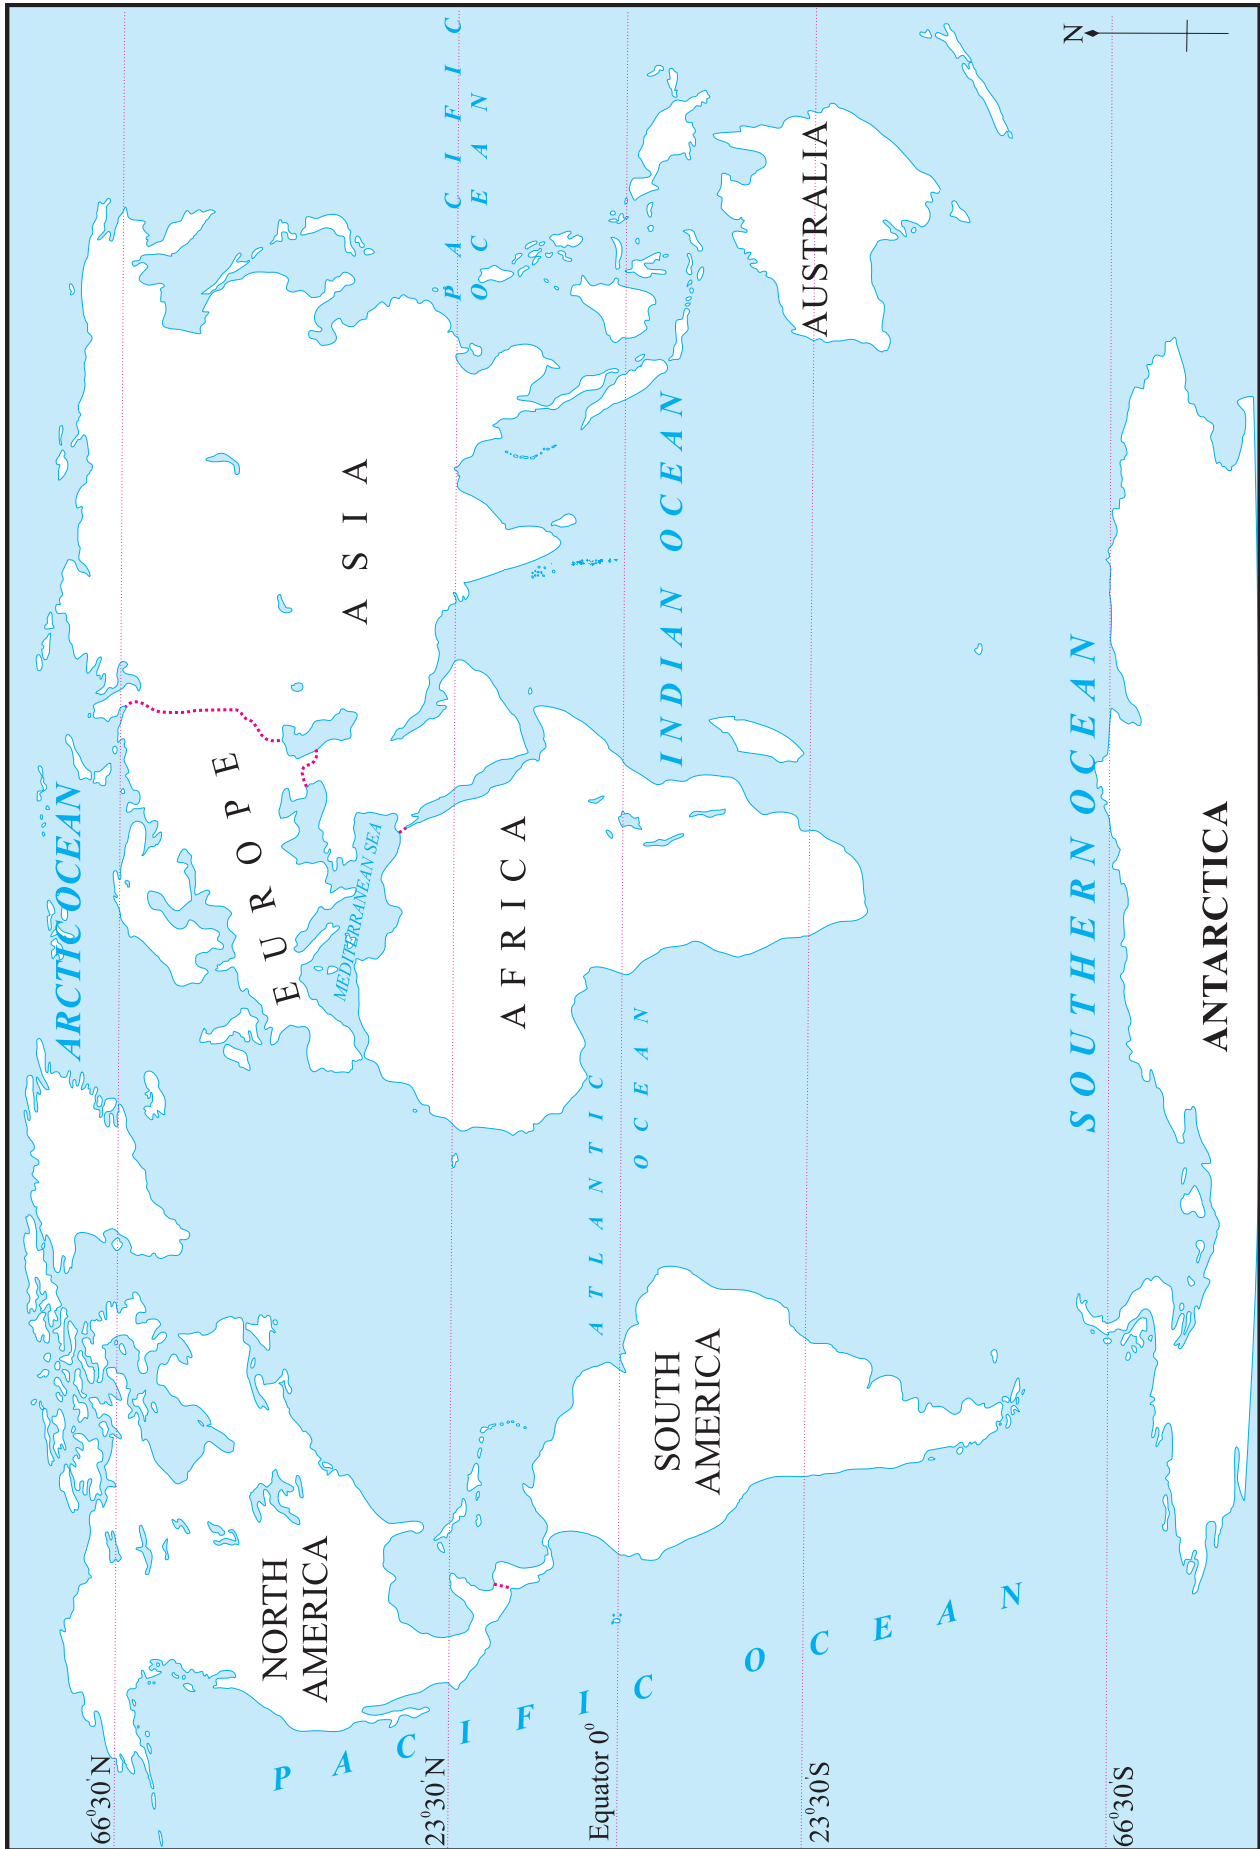 N
ARCTIC OCEAN
66°30'N
EUROPE
ASIA
NORTH
AMERICA
MEDITERRANEAN SEA
PACIFIC
OCEAN
23°30'N
AFRICA
ATLANTIC
OCEAN
Equator 0°
PACIFIC OCEAN
INDIAN OCEAN
SOUTH
AMERICA
AUSTRALIA
23°30'S
SOUTHERN OCEAN
66°30'S
ANTARCTICA